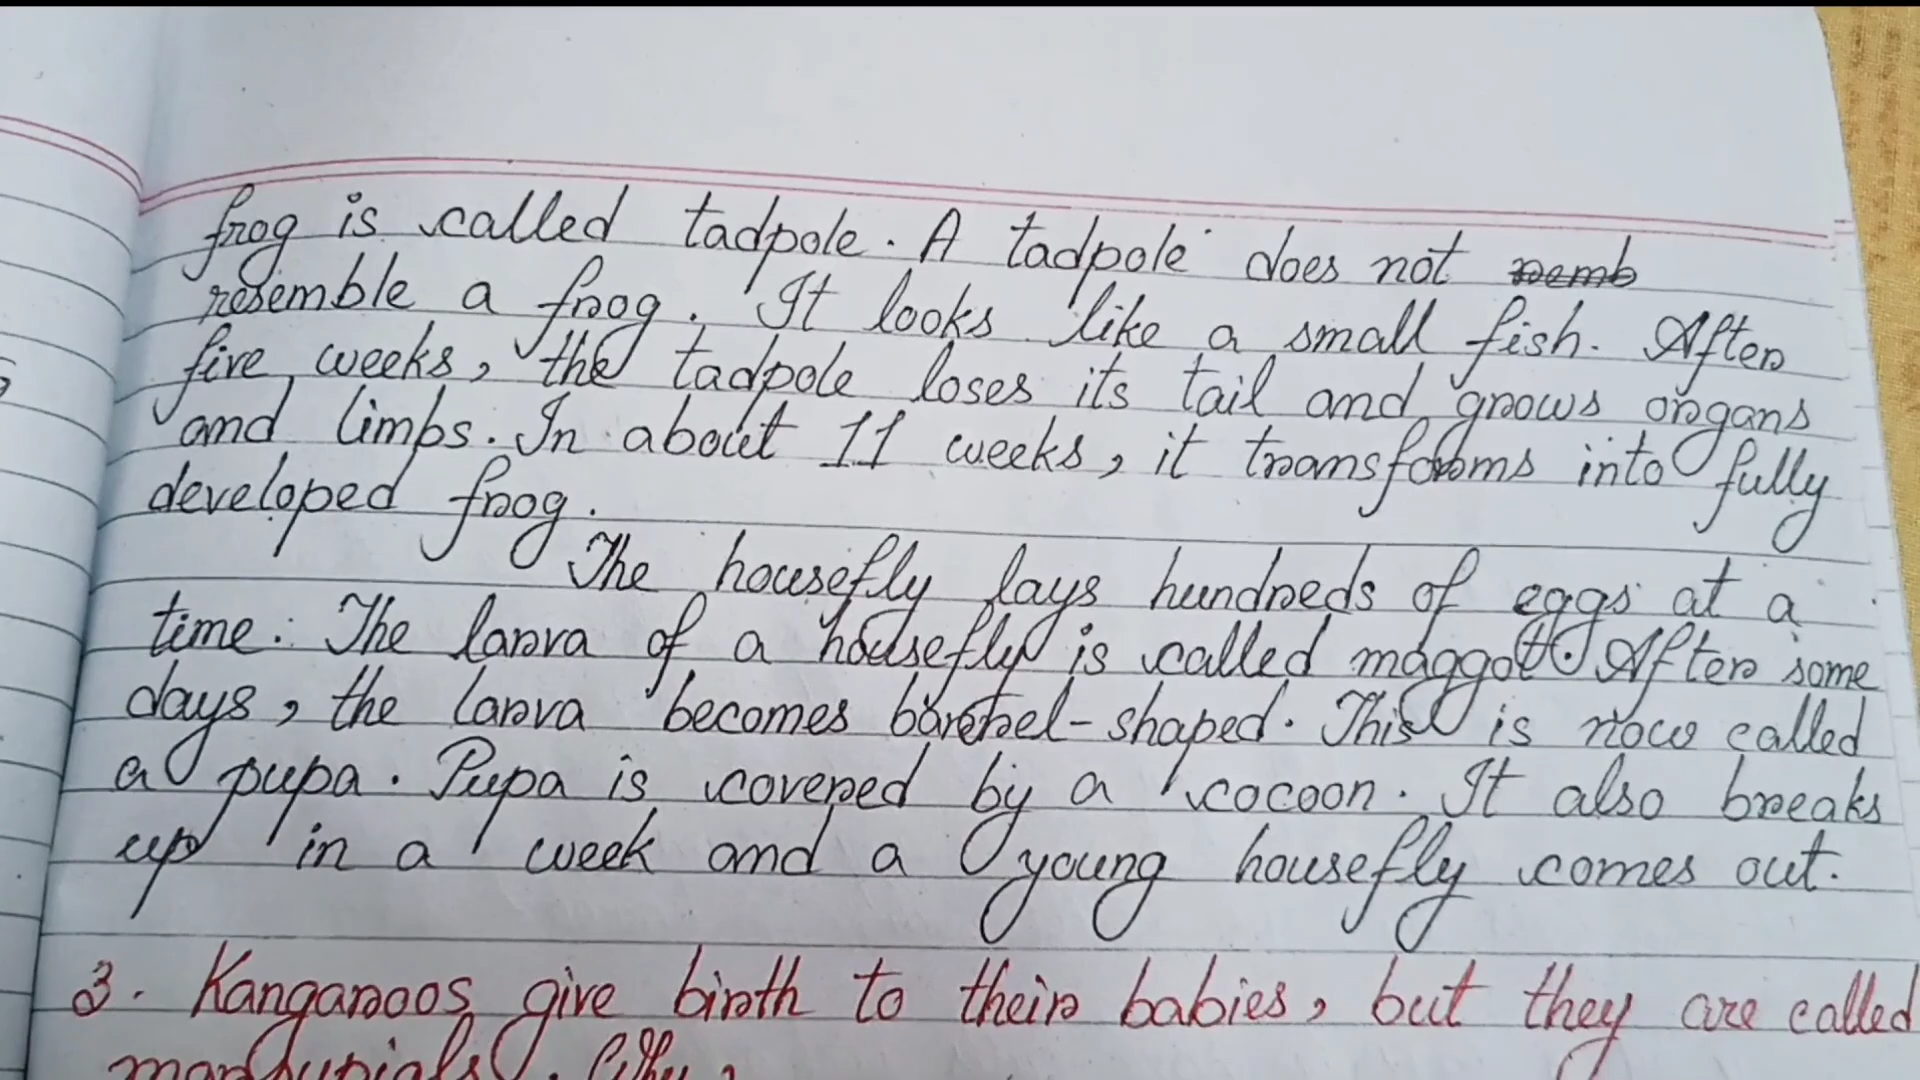 frog is called tadpole. A tadpole does not remb
resemble a frog. It looks like a small fish. After
five weeks, the tadpole loses its tail and grows organs
and limbs. In about 11 weeks, it transforms into fully
developed frog.
The housefly lays hundreds of eggs at a
time. The larva of a housefly is called maggot. After some
days, the larva becomes barrel-shaped. This is now called
a pupa. Pupa is covered by a cocoon. It also breaks
up in a week and a young housefly comes out.
3. Kangaroos give birth to their babies, but they are called
marsupials. Why?